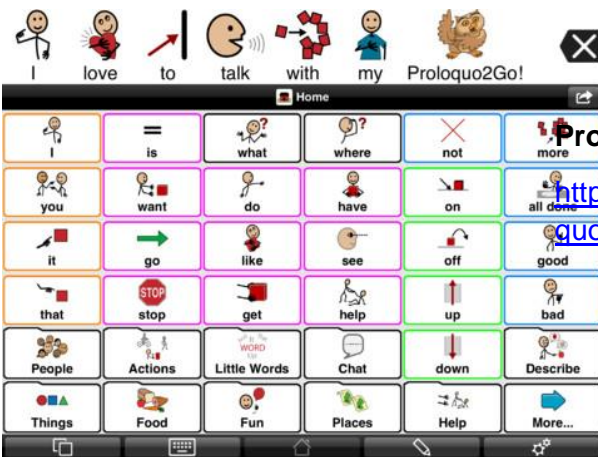 I love to talk with my Proloquo2Go!
Home
I is what where not more
you want do have on all done
it go like see off good
that stop get help up bad
People Actions Little Words Chat down Describe
Things Food Fun Places Help More...
STOP
WORD
Pro
http
quo